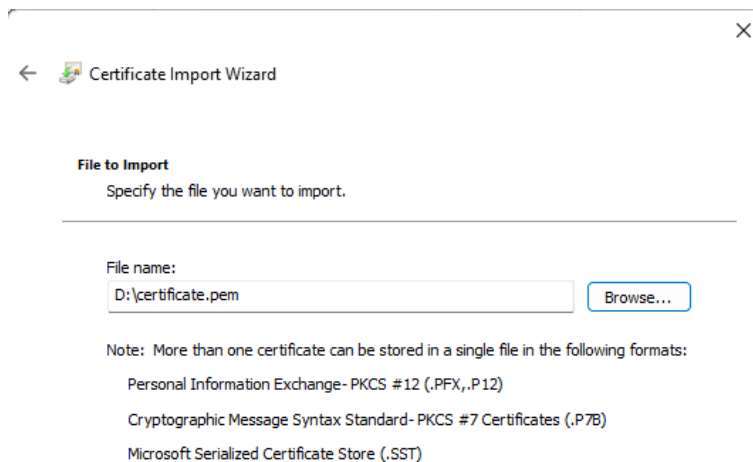 Certificate Import Wizard
File to Import
Specify the file you want to import.
File name:
D:\certificate.pem
Browse...
Note: More than one certificate can be stored in a single file in the following formats:
Personal Information Exchange- PKCS #12 (.PFX,.P12)
Cryptographic Message Syntax Standard- PKCS #7 Certificates (.P7B)
Microsoft Serialized Certificate Store (.SST)